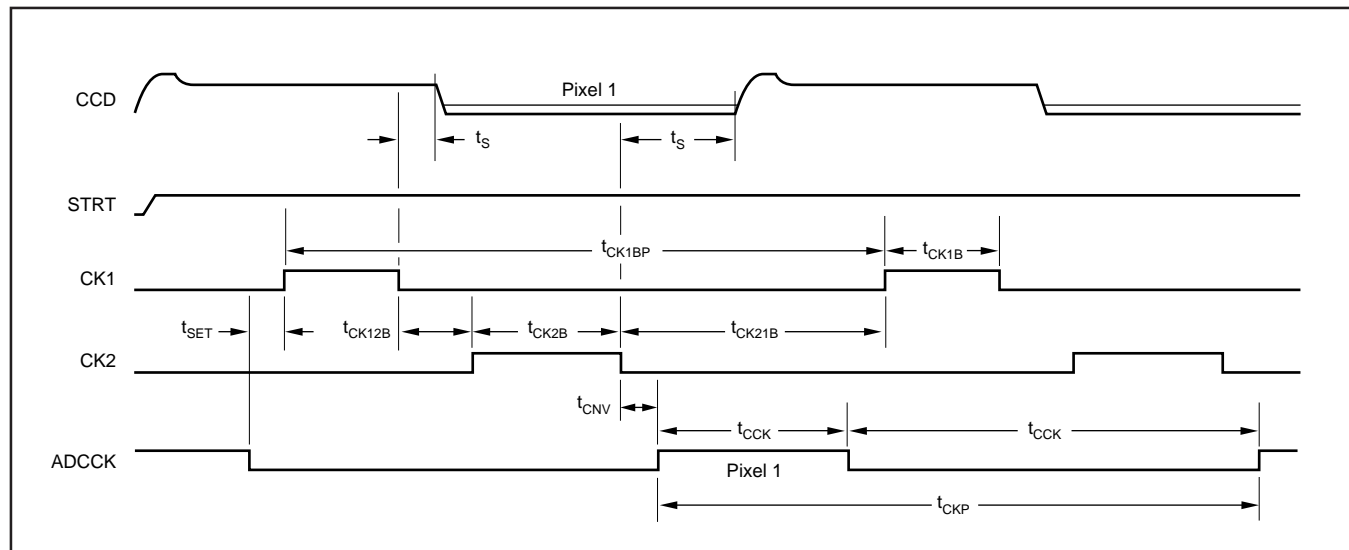 CCD
Pixel 1
tS
tS
STRT
tCK1BP
tCK1B
CK1
tSET
tCK12B
tCK2B
tCK21B
CK2
tCNV
tCCK
tCCK
ADCCK
Pixel 1
tCKP